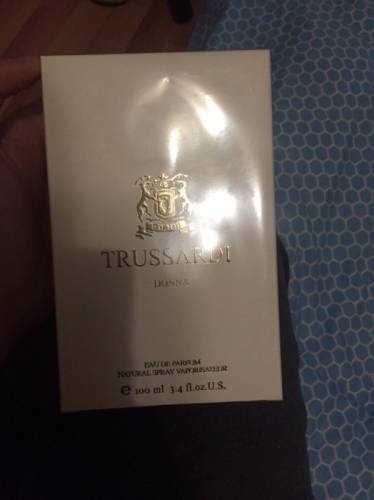 TRUSSARDI
DONNA
EAU DE PARFUM
NATURAL SPRAY VAPORISATEUR
e 100 ml 3.4 fl.oz.U.S.